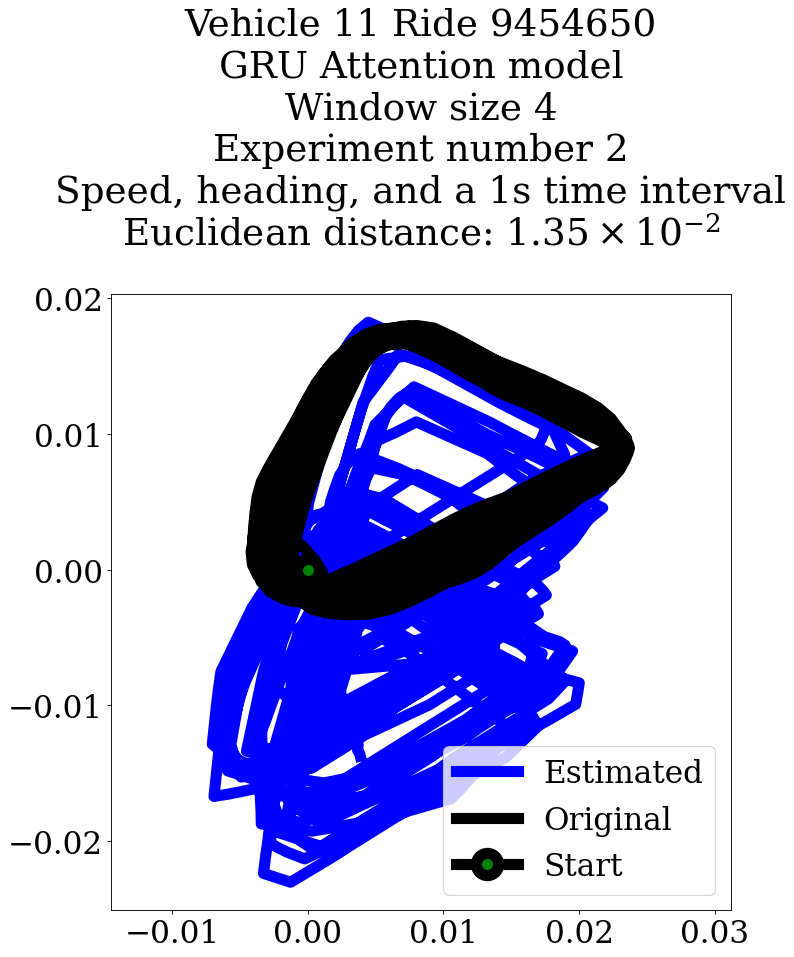 Vehicle 11 Ride 9454650
GRU Attention model
Window size 4
Experiment number 2
Speed, heading, and a 1s time interval
Euclidean distance: 1.35 × 10⁻²
0.02
0.01
0.00
−0.01
−0.02
Estimated
Original
Start
−0.01 0.00 0.01 0.02 0.03